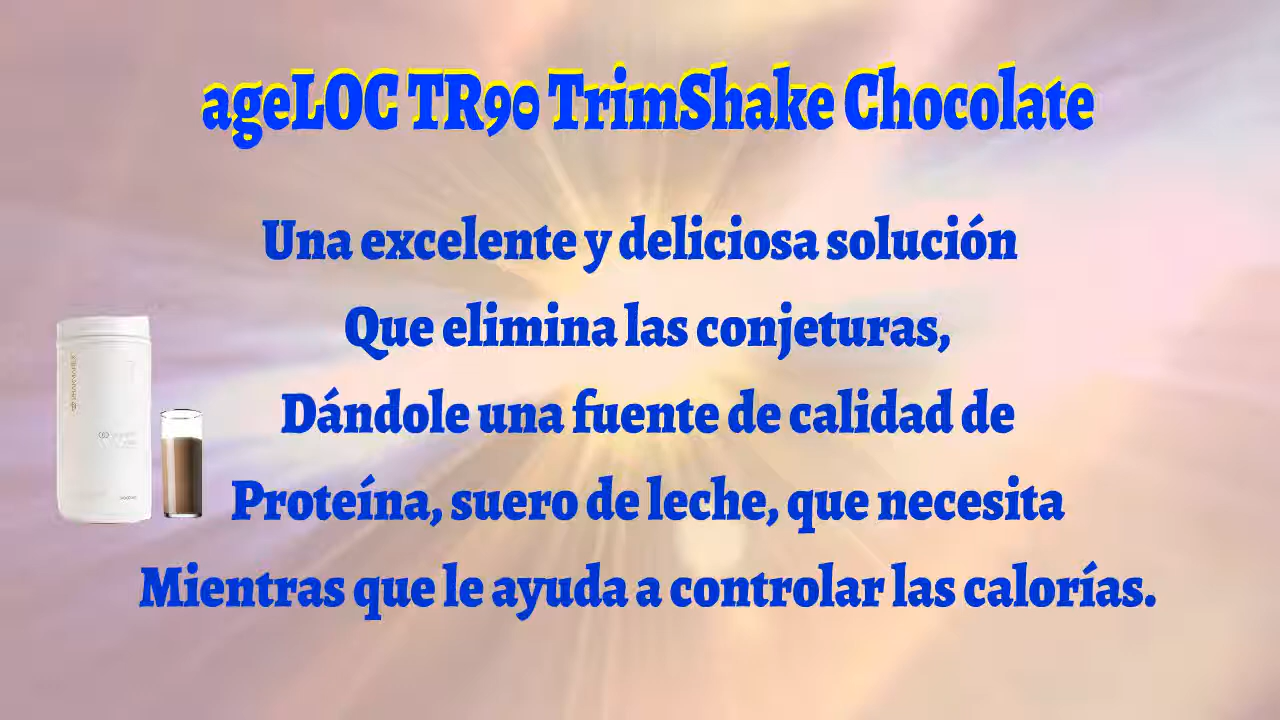 ageLOC TR90 TrimShake Chocolate
Una excelente y deliciosa solución
Que elimina las conjeturas,
Dándole una fuente de calidad de
Proteína, suero de leche, que necesita
Mientras que le ayuda a controlar las calorías.